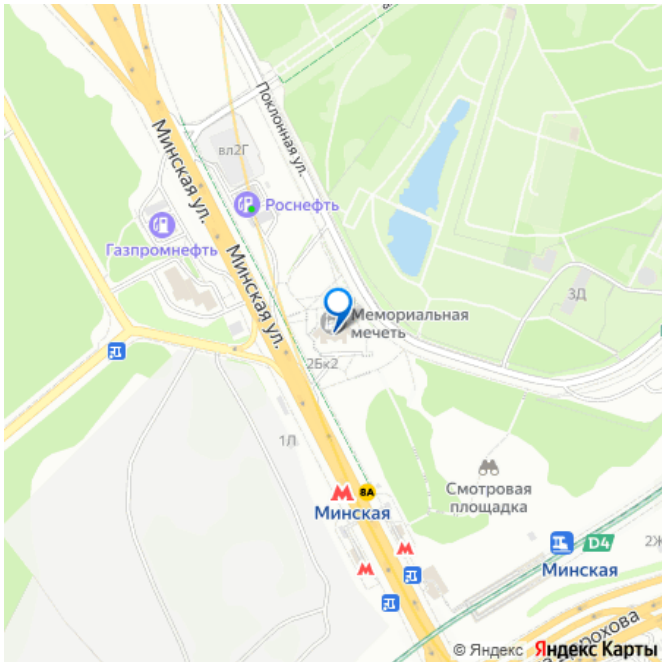 Поклонная ул.
Минская ул.
вл2Г
Роснефть
Газпромнефть
Минская ул.
3Д
Мемориальная
мечеть
2Бк2
1Л
М 8А
Минская
Смотровая
площадка
М
D4
2Ж
Минская
М
© Яндекс Яндекс Карты